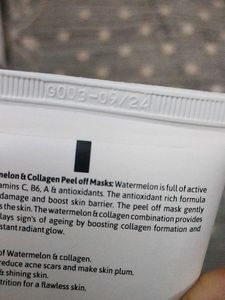 G003-09/24
melon & Collagen Peel off Masks: Watermelon is full of active
amins C, B6, A & antioxidants. The antioxidant rich formula
damage and boost skin barrier. The peel off mask gently
s the skin. The watermelon & collagen combination provides
lays sign's of ageing by boosting collagen formation and
stant radiant glow.
of Watermelon & collagen.
reduce acne scars and make skin plum.
& shining skin.
trition for a flawless skin.